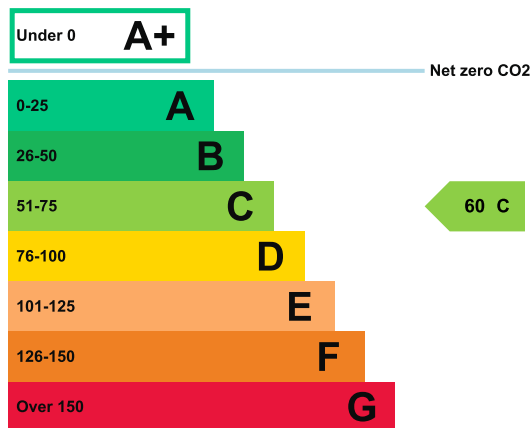 Under 0 A+
Net zero CO2
0-25 A
26-50 B
51-75 C
60 C
76-100 D
101-125 E
126-150 F
Over 150 G